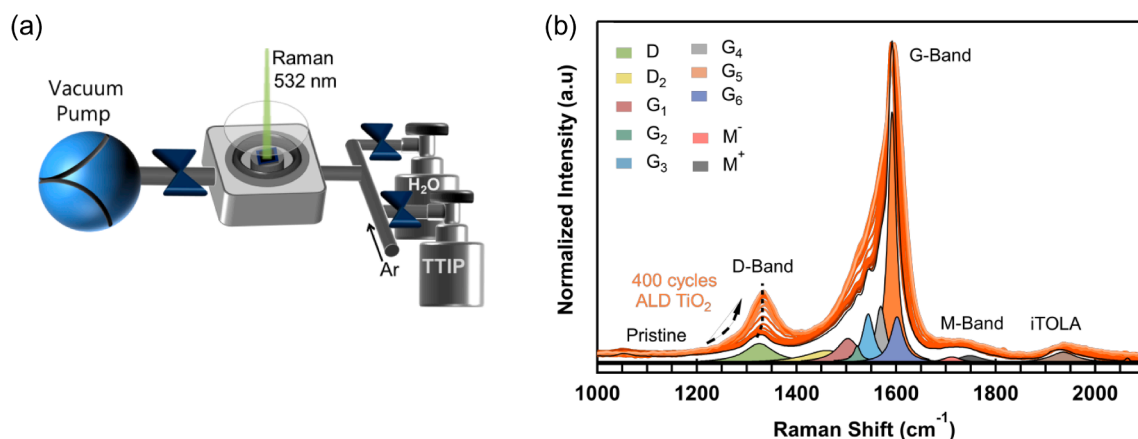 (a)
Raman
532 nm
Vacuum
Pump
H₂O
TTIP
Ar
(b)
Normalized Intensity (a.u)
D
D₂
G₁
G₂
G₃
G₄
G₅
G₆
M⁻
M⁺
G-Band
D-Band
400 cycles
ALD TiO₂
Pristine
M-Band
iTOLA
1000 1200 1400 1600 1800 2000
Raman Shift (cm⁻¹)